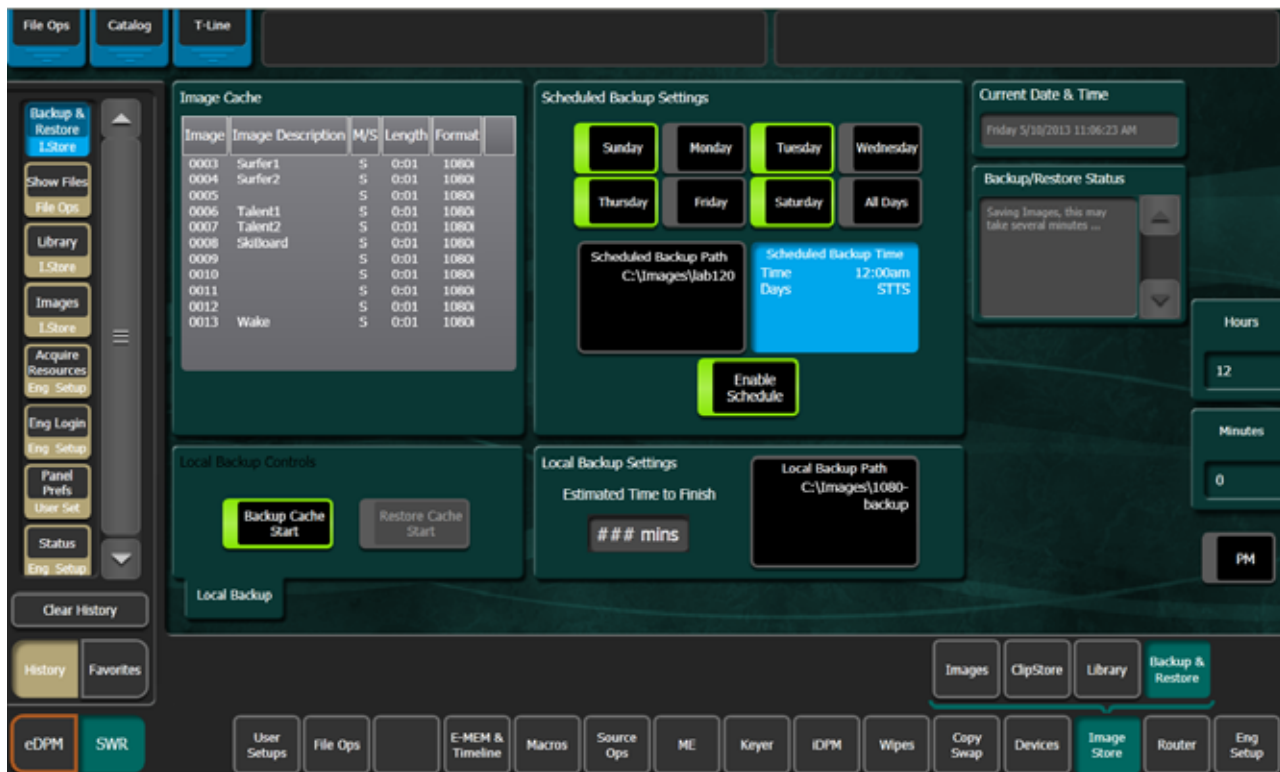 File Ops
Catalog
T-Line
Backup &
Restore
I.Store
Show Files
File Ops
Library
I.Store
Images
I.Store
Acquire
Resources
Eng Setup
Eng Login
Eng Setup
Panel
Prefs
User Set
Status
Eng Setup
Clear History
History
Favorites
eDPM
SWR
Image Cache
Image Image Description M/S Length Format
0003 Surfer1 S 0:01 1080i
0004 Surfer2 S 0:01 1080i
0005 S 0:01 1080i
0006 Talent1 S 0:01 1080i
0007 Talent2 S 0:01 1080i
0008 SkiBoard S 0:01 1080i
0009 S 0:01 1080i
0010 S 0:01 1080i
0011 S 0:01 1080i
0012 S 0:01 1080i
0013 Wake S 0:01 1080i
Scheduled Backup Settings
Sunday
Monday
Tuesday
Wednesday
Thursday
Friday
Saturday
All Days
Scheduled Backup Path
C:\Images\lab120
Scheduled Backup Time
Time 12:00am
Days STTS
Enable
Schedule
Current Date & Time
Friday 5/10/2013 11:06:23 AM
Backup/Restore Status
Saving Images, this may
take several minutes ...
Hours
12
Minutes
0
PM
Local Backup Controls
Backup Cache
Start
Restore Cache
Start
Local Backup
Local Backup Settings
Estimated Time to Finish
### mins
Local Backup Path
C:\Images\1080-
backup
Images
ClipStore
Library
Backup &
Restore
User
Setups
File Ops
E-MEM &
Timeline
Macros
Source
Ops
ME
Keyer
iDPM
Wipes
Copy
Swap
Devices
Image
Store
Router
Eng
Setup